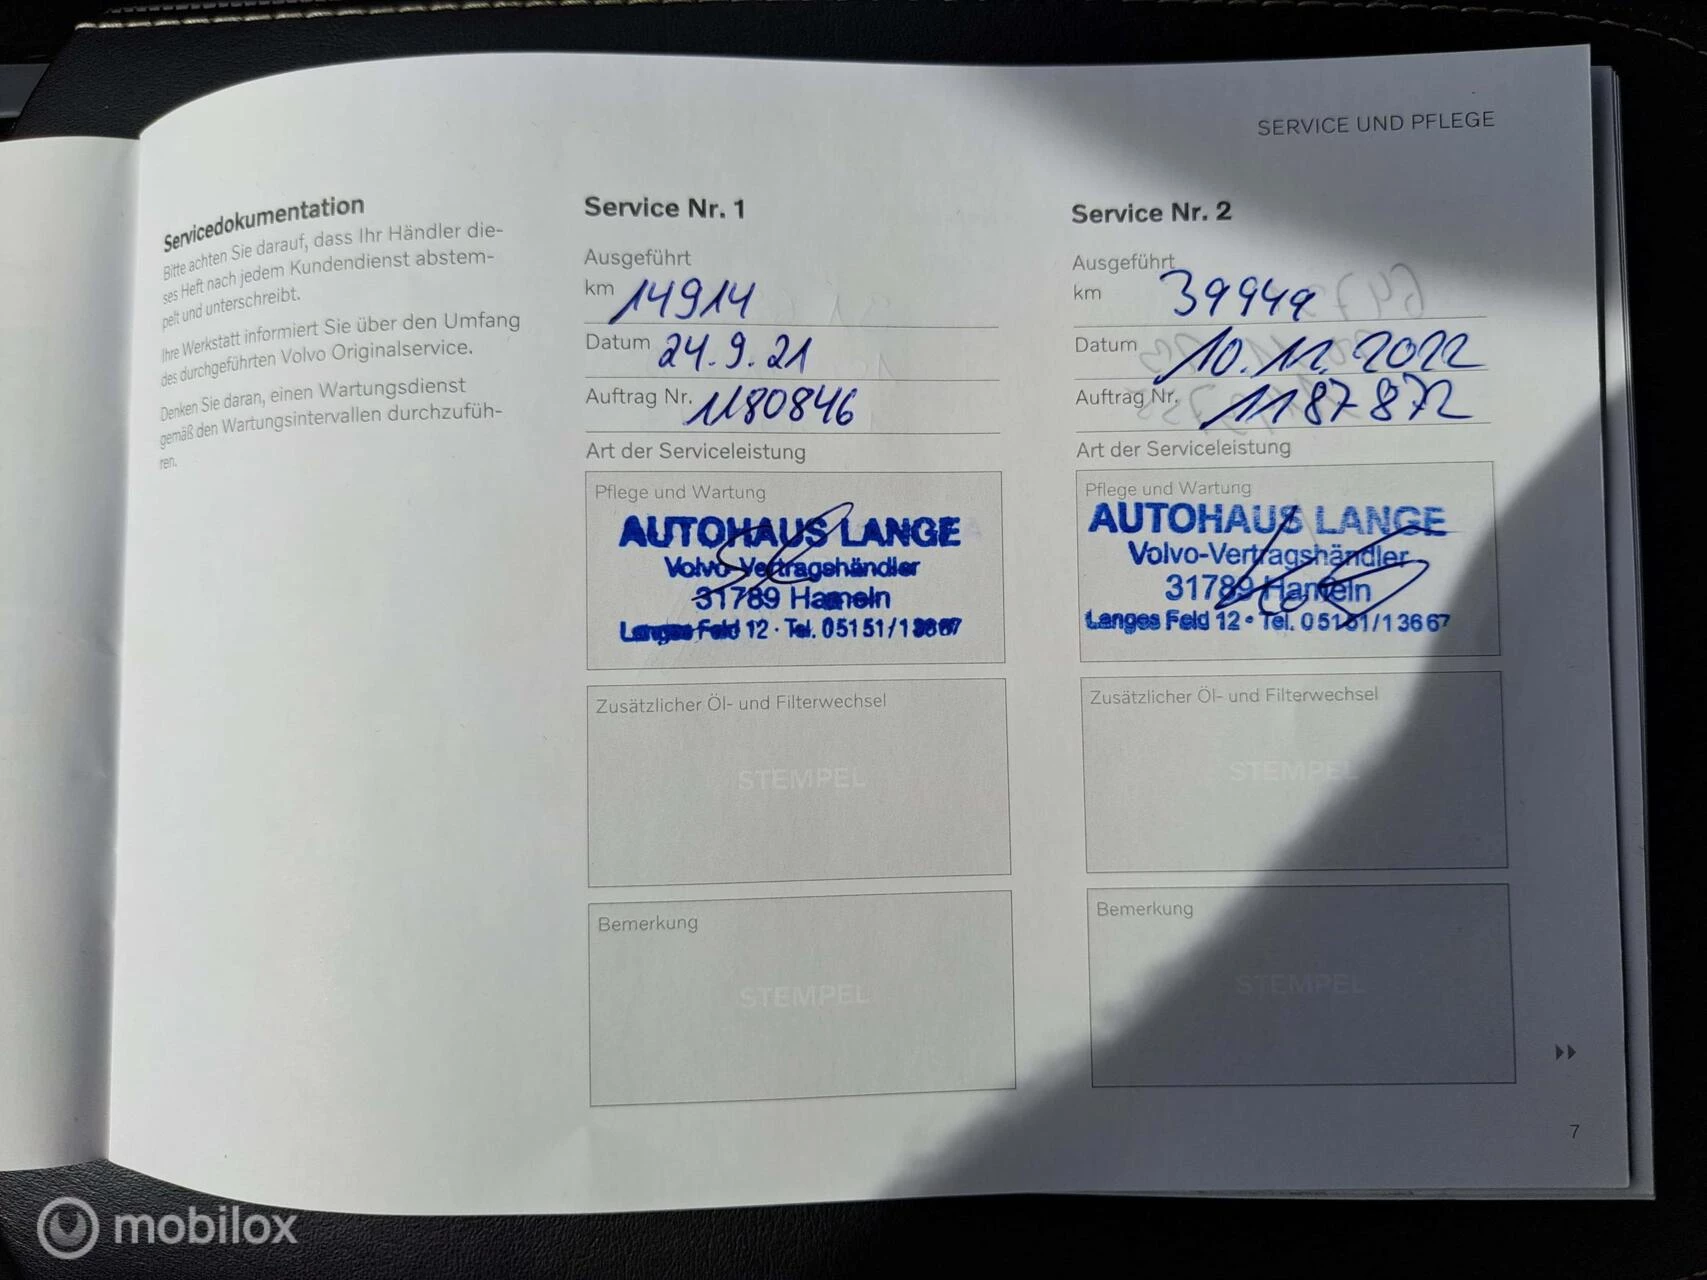 SERVICE UND PFLEGE
Servicedokumentation
Bitte achten Sie darauf, dass Ihr Händler die-
ses Heft nach jedem Kundendienst abstem-
pelt und unterschreibt.
Ihre Werkstatt informiert Sie über den Umfang
des durchgeführten Volvo Originalservice.
Denken Sie daran, einen Wartungsdienst
gemäß den Wartungsintervallen durchzufüh-
ren.
Service Nr. 1
Ausgeführt
km 14914
Datum 24.9.21
Auftrag Nr. 1180846
Art der Serviceleistung
Pflege und Wartung
AUTOHAUS LANGE
Volvo-Vertragshändler
31789 Hameln
Langes Feld 12 · Tel. 05151/13667
Zusätzlicher Öl- und Filterwechsel
STEMPEL
Bemerkung
STEMPEL
Service Nr. 2
Ausgeführt
km 39949
Datum 10.11.2022
Auftrag Nr. 1187872
Art der Serviceleistung
Pflege und Wartung
AUTOHAUS LANGE
Volvo-Vertragshändler
31789 Hameln
Langes Feld 12 · Tel. 05151/13667
Zusätzlicher Öl- und Filterwechsel
STEMPEL
Bemerkung
STEMPEL
7
mobilox